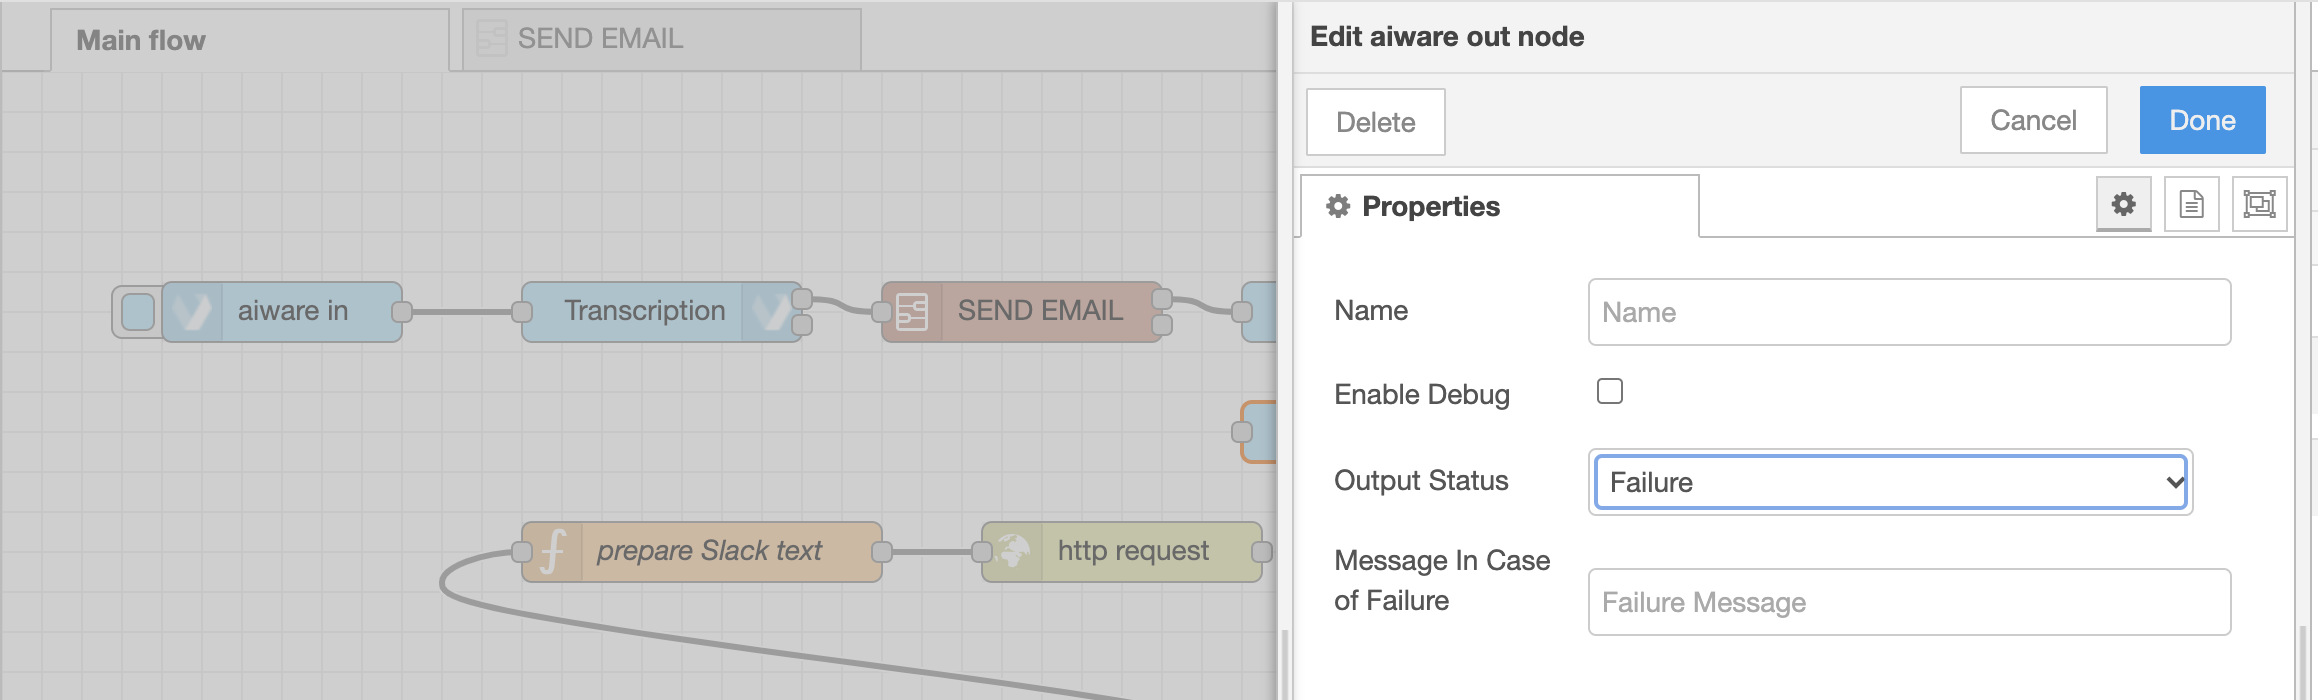 Main flow
SEND EMAIL
Edit aiware out node
Delete
Cancel
Done
Properties
aiware in
Transcription
SEND EMAIL
Name
Name
Enable Debug
Output Status
Failure
prepare Slack text
http request
Message In Case
of Failure
Failure Message